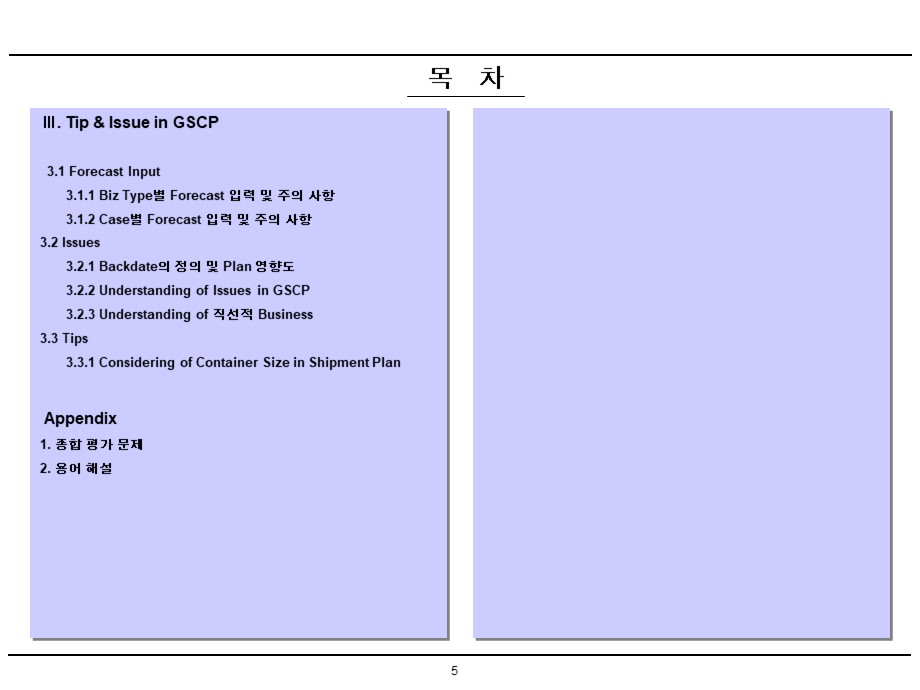 목 차
Ⅲ. Tip & Issue in GSCP
3.1 Forecast Input
3.1.1 Biz Type별 Forecast 입력 및 주의 사항
3.1.2 Case별 Forecast 입력 및 주의 사항
3.2 Issues
3.2.1 Backdate의 정의 및 Plan 영향도
3.2.2 Understanding of Issues in GSCP
3.2.3 Understanding of 직선적 Business
3.3 Tips
3.3.1 Considering of Container Size in Shipment Plan
Appendix
1. 종합 평가 문제
2. 용어 해설
5